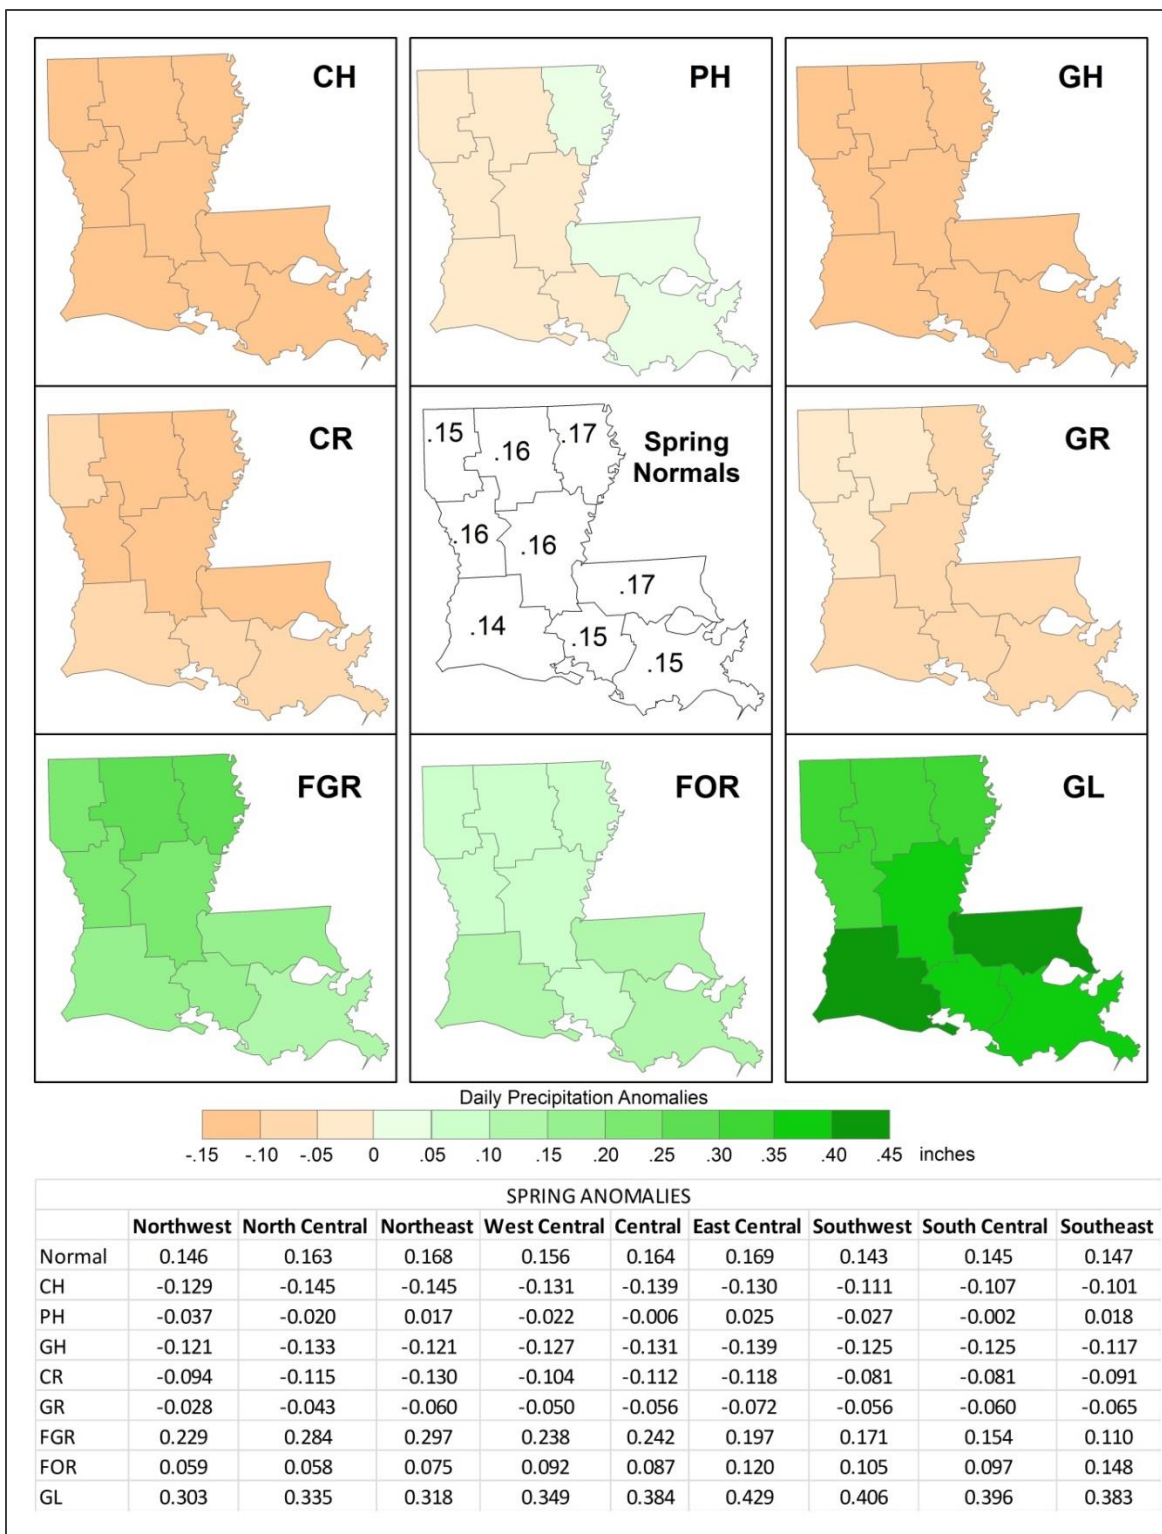 CH
PH
GH
CR
.15
.16
.17
Spring
Normals
.16
.16
.17
.14
.15
.15
GR
FGR
FOR
GL
Daily Precipitation Anomalies
-.15 -.10 -.05 0 .05 .10 .15 .20 .25 .30 .35 .40 .45 inches
SPRING ANOMALIES
Northwest North Central Northeast West Central Central East Central Southwest South Central Southeast
Normal 0.146 0.163 0.168 0.156 0.164 0.169 0.143 0.145 0.147
CH -0.129 -0.145 -0.145 -0.131 -0.139 -0.130 -0.111 -0.107 -0.101
PH -0.037 -0.020 0.017 -0.022 -0.006 0.025 -0.027 -0.002 0.018
GH -0.121 -0.133 -0.121 -0.127 -0.131 -0.139 -0.125 -0.125 -0.117
CR -0.094 -0.115 -0.130 -0.104 -0.112 -0.118 -0.081 -0.081 -0.091
GR -0.028 -0.043 -0.060 -0.050 -0.056 -0.072 -0.056 -0.060 -0.065
FGR 0.229 0.284 0.297 0.238 0.242 0.197 0.171 0.154 0.110
FOR 0.059 0.058 0.075 0.092 0.087 0.120 0.105 0.097 0.148
GL 0.303 0.335 0.318 0.349 0.384 0.429 0.406 0.396 0.383